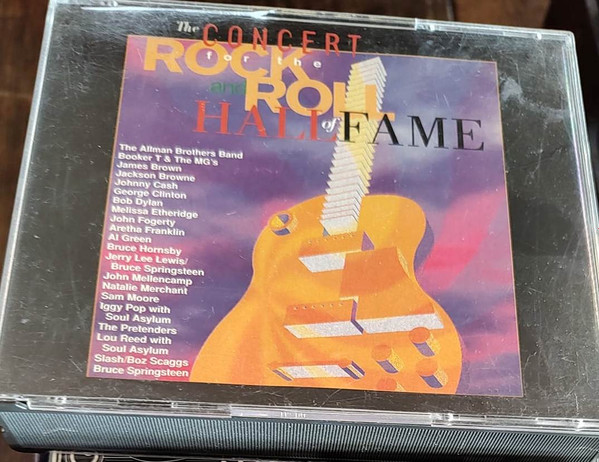 The CONCERT
for the
ROCK
and ROLL
HALL of FAME
The Allman Brothers Band
Booker T & The MG's
James Brown
Jackson Browne
Johnny Cash
George Clinton
Bob Dylan
Melissa Etheridge
John Fogerty
Aretha Franklin
Al Green
Bruce Hornsby
Jerry Lee Lewis/
Bruce Springsteen
John Mellencamp
Natalie Merchant
Sam Moore
Iggy Pop with
Soul Asylum
The Pretenders
Lou Reed with
Soul Asylum
Slash/Boz Scaggs
Bruce Springsteen